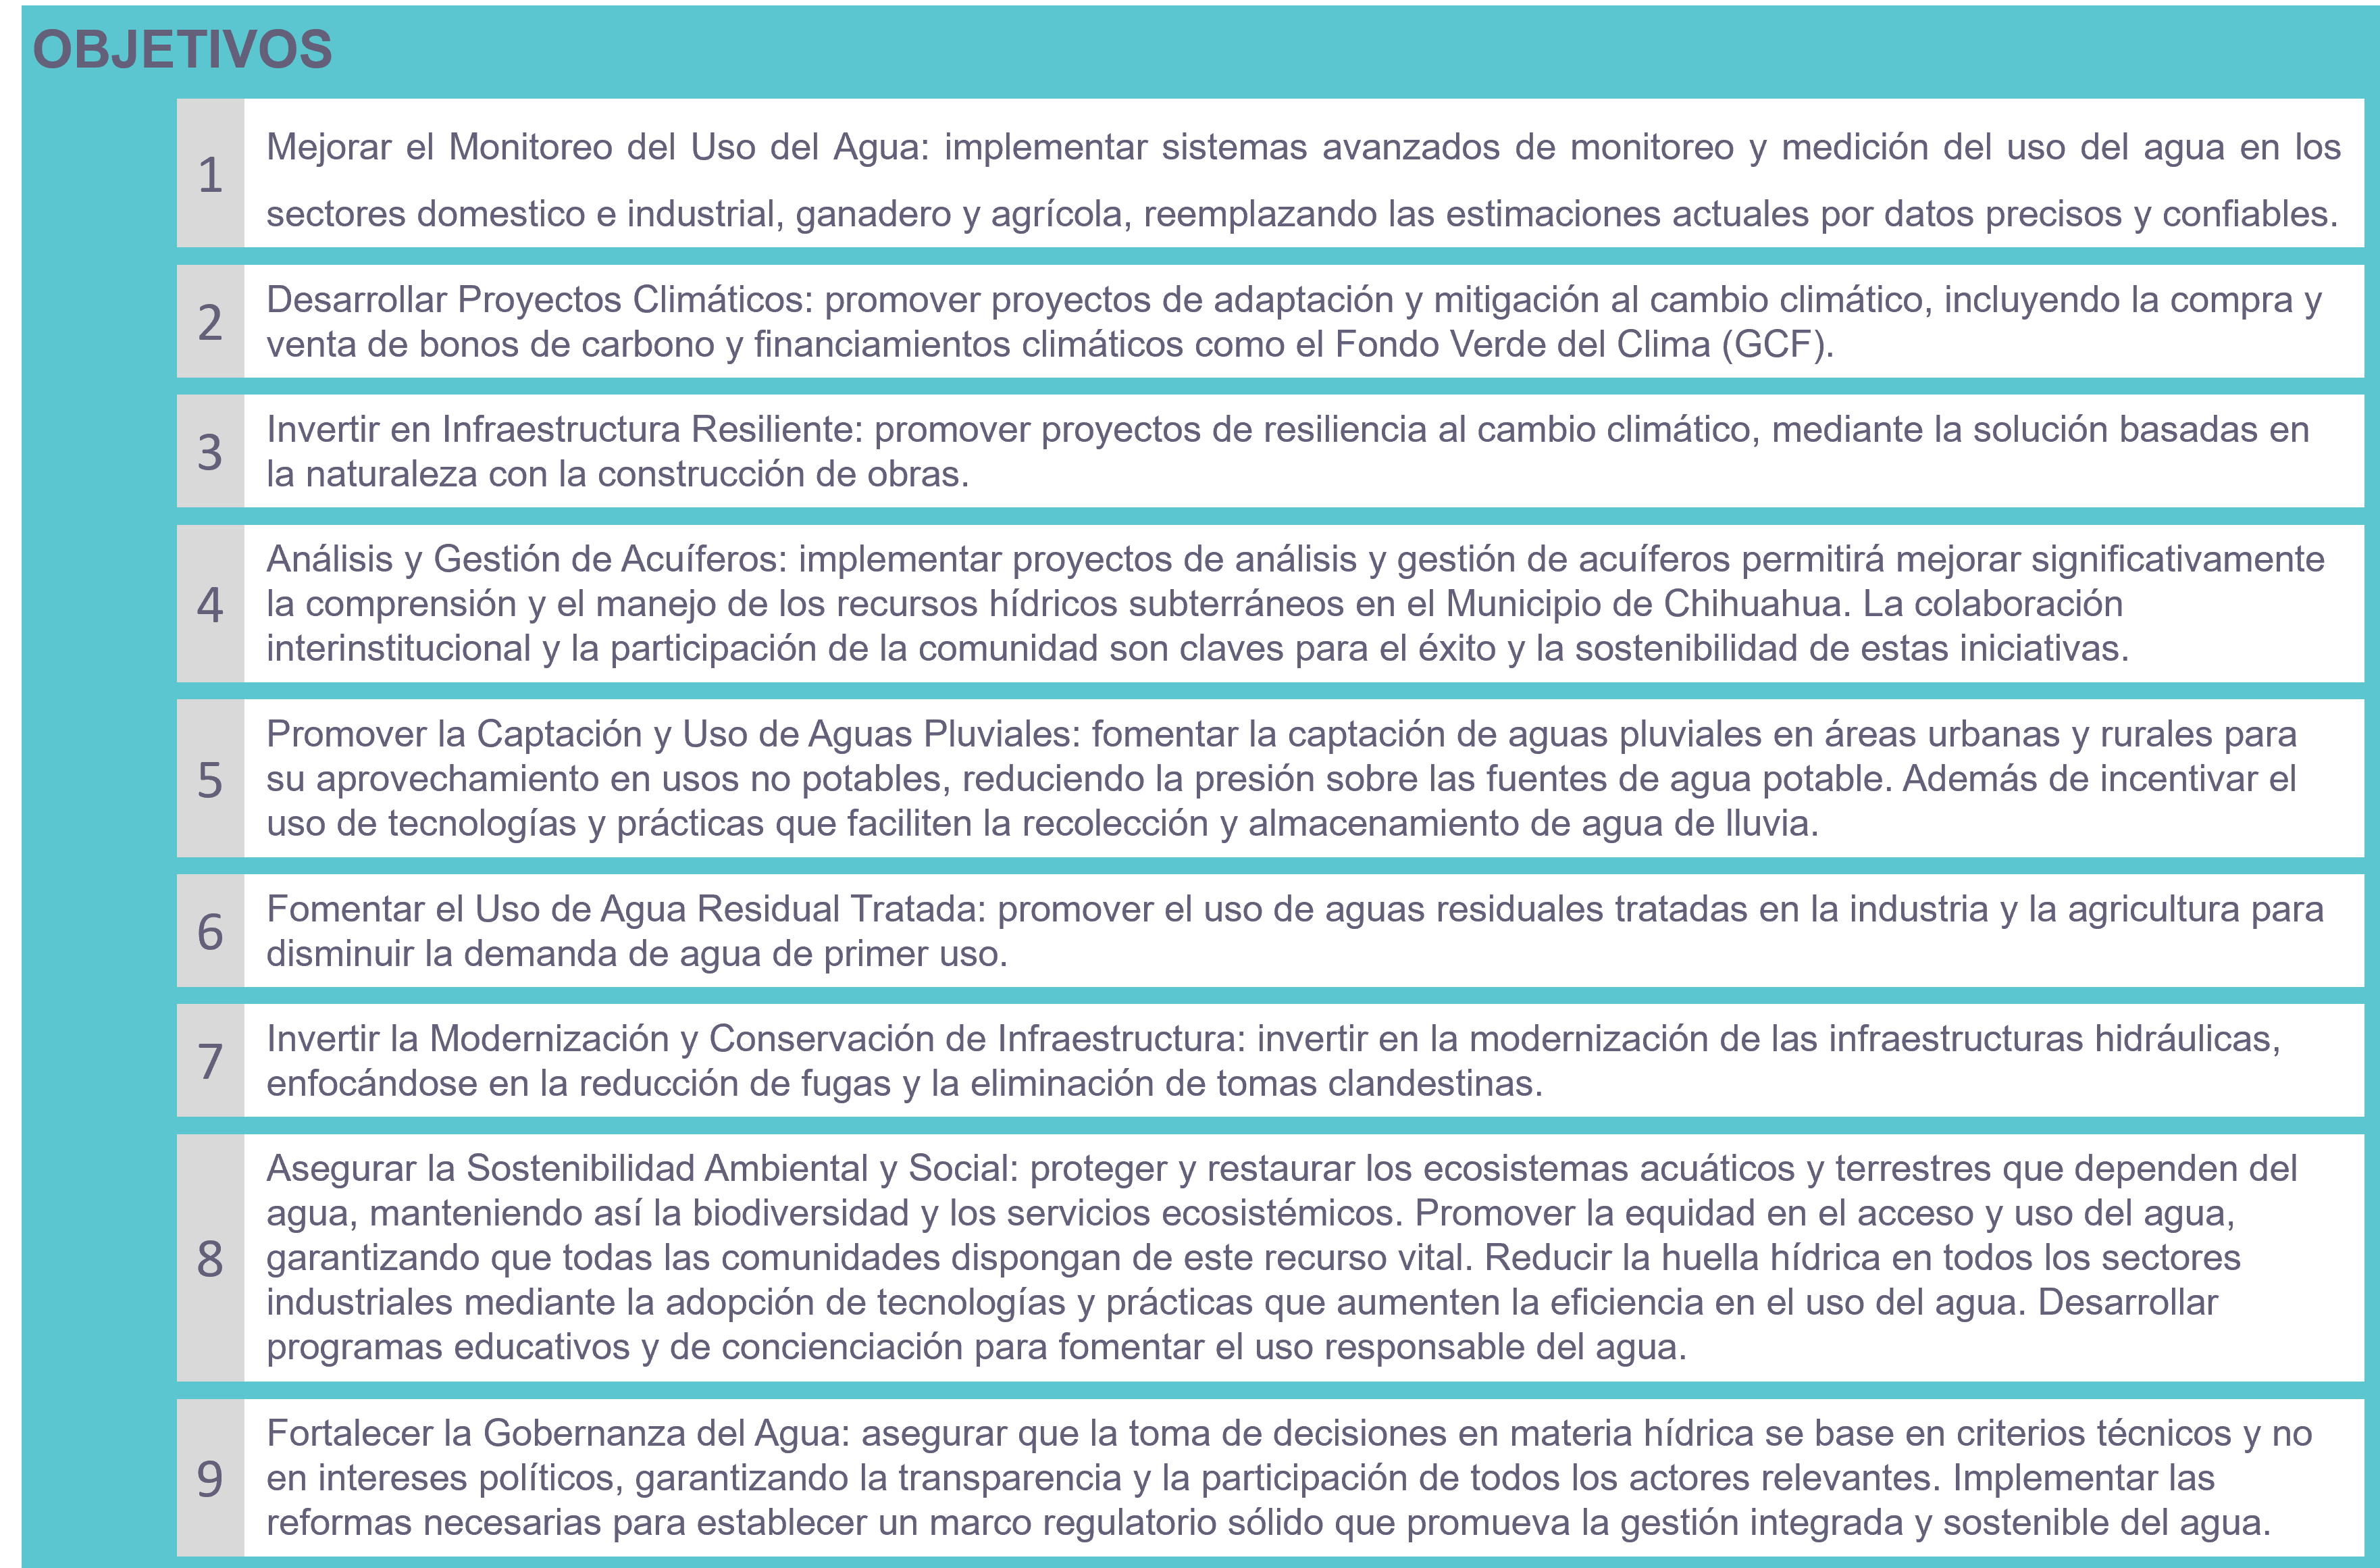 OBJETIVOS
1
Mejorar el Monitoreo del Uso del Agua: implementar sistemas avanzados de monitoreo y medición del uso del agua en los
sectores domestico e industrial, ganadero y agrícola, reemplazando las estimaciones actuales por datos precisos y confiables.
2
Desarrollar Proyectos Climáticos: promover proyectos de adaptación y mitigación al cambio climático, incluyendo la compra y
venta de bonos de carbono y financiamientos climáticos como el Fondo Verde del Clima (GCF).
3
Invertir en Infraestructura Resiliente: promover proyectos de resiliencia al cambio climático, mediante la solución basadas en
la naturaleza con la construcción de obras.
4
Análisis y Gestión de Acuíferos: implementar proyectos de análisis y gestión de acuíferos permitirá mejorar significativamente
la comprensión y el manejo de los recursos hídricos subterráneos en el Municipio de Chihuahua. La colaboración
interinstitucional y la participación de la comunidad son claves para el éxito y la sostenibilidad de estas iniciativas.
5
Promover la Captación y Uso de Aguas Pluviales: fomentar la captación de aguas pluviales en áreas urbanas y rurales para
su aprovechamiento en usos no potables, reduciendo la presión sobre las fuentes de agua potable. Además de incentivar el
uso de tecnologías y prácticas que faciliten la recolección y almacenamiento de agua de lluvia.
6
Fomentar el Uso de Agua Residual Tratada: promover el uso de aguas residuales tratadas en la industria y la agricultura para
disminuir la demanda de agua de primer uso.
7
Invertir la Modernización y Conservación de Infraestructura: invertir en la modernización de las infraestructuras hidráulicas,
enfocándose en la reducción de fugas y la eliminación de tomas clandestinas.
8
Asegurar la Sostenibilidad Ambiental y Social: proteger y restaurar los ecosistemas acuáticos y terrestres que dependen del
agua, manteniendo así la biodiversidad y los servicios ecosistémicos. Promover la equidad en el acceso y uso del agua,
garantizando que todas las comunidades dispongan de este recurso vital. Reducir la huella hídrica en todos los sectores
industriales mediante la adopción de tecnologías y prácticas que aumenten la eficiencia en el uso del agua. Desarrollar
programas educativos y de concienciación para fomentar el uso responsable del agua.
9
Fortalecer la Gobernanza del Agua: asegurar que la toma de decisiones en materia hídrica se base en criterios técnicos y no
en intereses políticos, garantizando la transparencia y la participación de todos los actores relevantes. Implementar las
reformas necesarias para establecer un marco regulatorio sólido que promueva la gestión integrada y sostenible del agua.